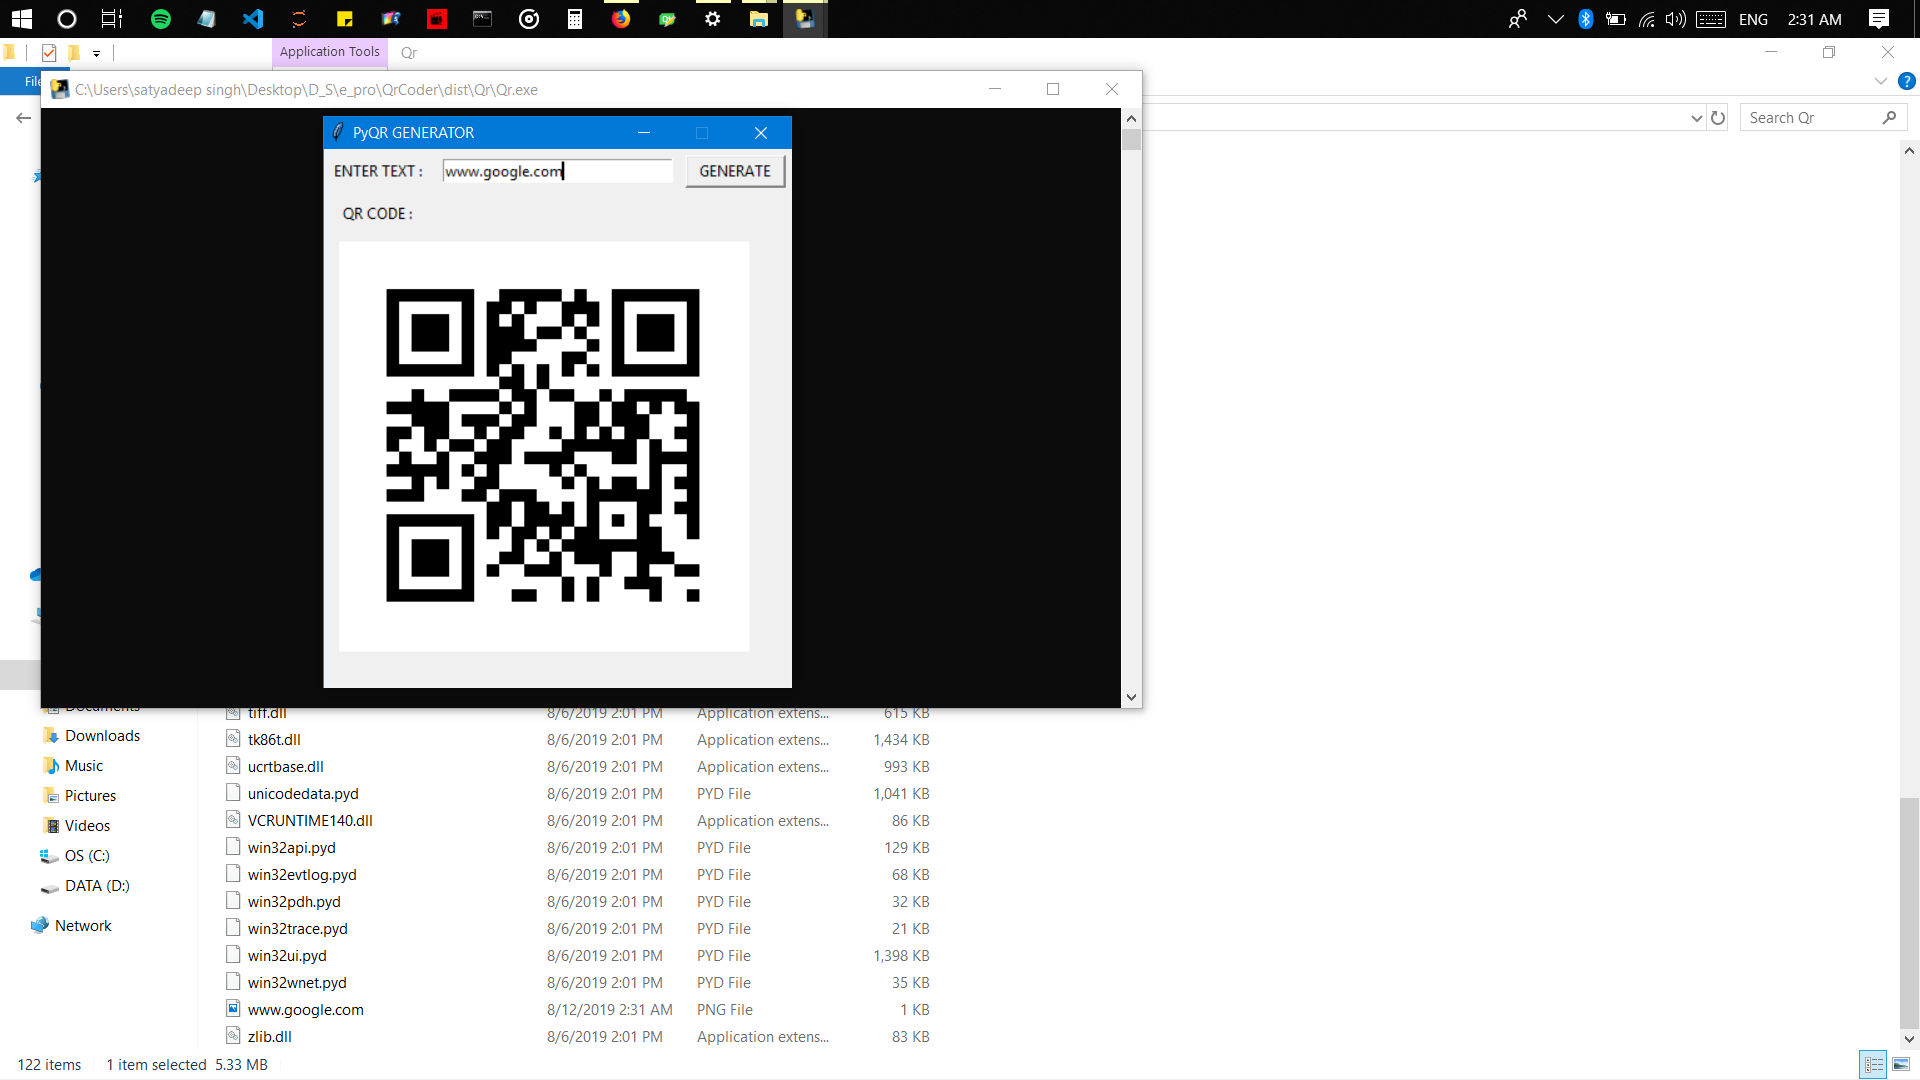 ENG 2:31 AM
Application Tools Qr
File
C:\Users\satyadeep singh\Desktop\D_S\e_pro\QrCoder\dist\Qr\Qr.exe
Search Qr
PyQR GENERATOR
ENTER TEXT : www.google.com GENERATE
QR CODE :
Documents
Downloads
Music
Pictures
Videos
OS (C:)
DATA (D:)
Network
tiff.dll 8/6/2019 2:01 PM Application extens... 615 KB
tk86t.dll 8/6/2019 2:01 PM Application extens... 1,434 KB
ucrtbase.dll 8/6/2019 2:01 PM Application extens... 993 KB
unicodedata.pyd 8/6/2019 2:01 PM PYD File 1,041 KB
VCRUNTIME140.dll 8/6/2019 2:01 PM Application extens... 86 KB
win32api.pyd 8/6/2019 2:01 PM PYD File 129 KB
win32evtlog.pyd 8/6/2019 2:01 PM PYD File 68 KB
win32pdh.pyd 8/6/2019 2:01 PM PYD File 32 KB
win32trace.pyd 8/6/2019 2:01 PM PYD File 21 KB
win32ui.pyd 8/6/2019 2:01 PM PYD File 1,398 KB
win32wnet.pyd 8/6/2019 2:01 PM PYD File 35 KB
www.google.com 8/12/2019 2:31 AM PNG File 1 KB
zlib.dll 8/6/2019 2:01 PM Application extens... 83 KB
122 items 1 item selected 5.33 MB